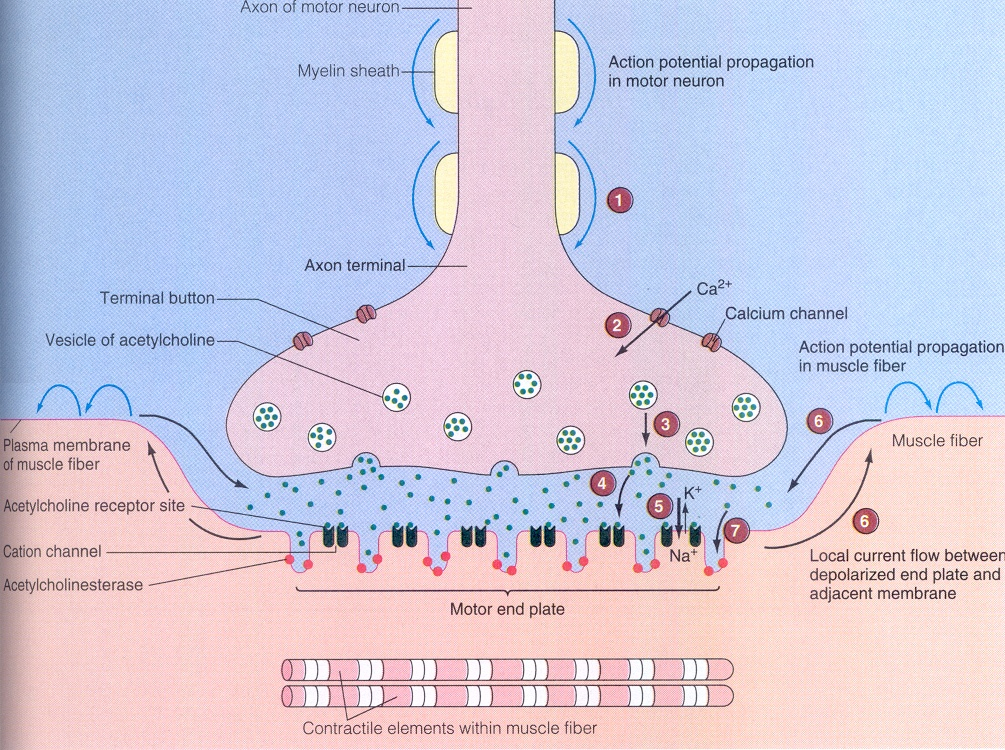 Axon of motor neuron
Myelin sheath
Action potential propagation
in motor neuron
1
Axon terminal
Terminal button
Ca²⁺
Calcium channel
2
Vesicle of acetylcholine
Action potential propagation
in muscle fiber
3
6
Plasma membrane
of muscle fiber
Muscle fiber
4
Acetylcholine receptor site
5
K⁺
6
7
Cation channel
Na⁺
Local current flow between
depolarized end plate and
adjacent membrane
Acetylcholinesterase
Motor end plate
Contractile elements within muscle fiber